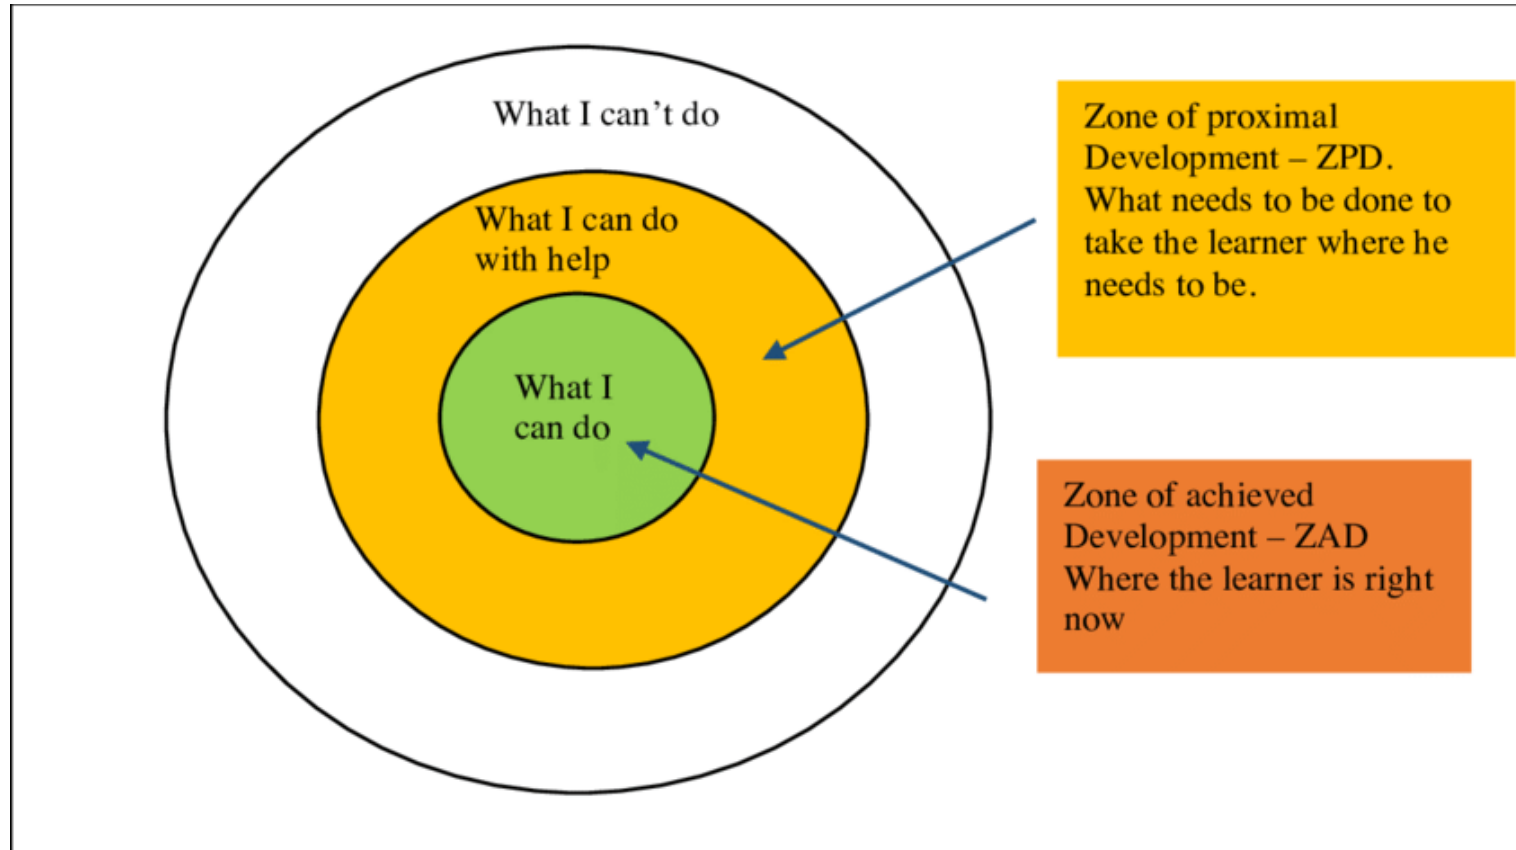 What I can’t do
What I can do
with help
What I
can do
Zone of proximal
Development – ZPD.
What needs to be done to
take the learner where he
needs to be.
Zone of achieved
Development – ZAD
Where the learner is right
now